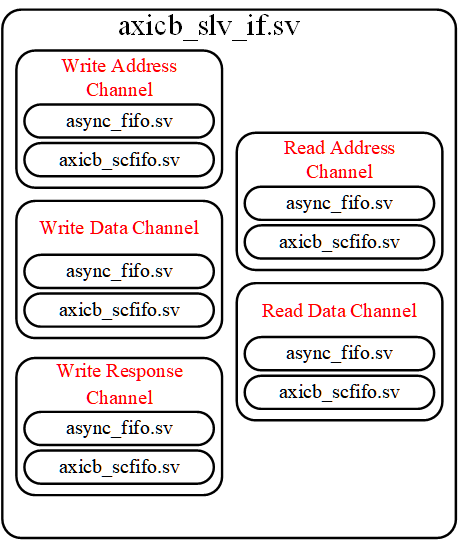 axicb_slv_if.sv
Write Address
Channel
async_fifo.sv
axicb_scfifo.sv
Write Data Channel
async_fifo.sv
axicb_scfifo.sv
Write Response
Channel
async_fifo.sv
axicb_scfifo.sv
Read Address
Channel
async_fifo.sv
axicb_scfifo.sv
Read Data Channel
async_fifo.sv
axicb_scfifo.sv